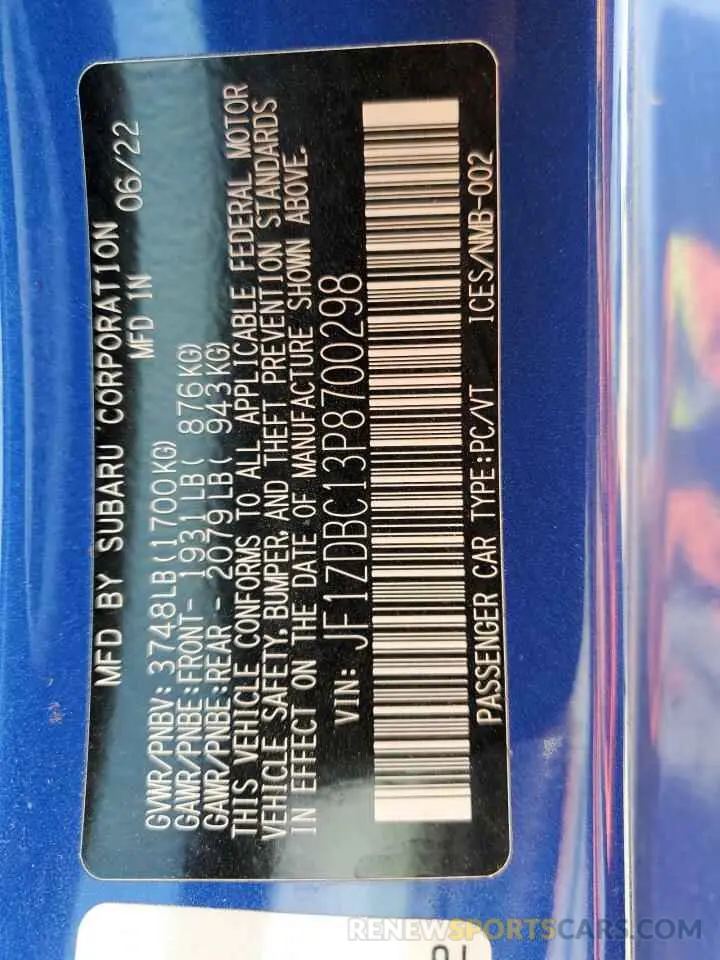 MFD BY SUBARU CORPORATION
MFD IN 06/22
GVWR/PNBV: 3748LB(1700KG)
GAWR/PNBE:FRONT- 1931LB( 876KG)
GAWR/PNBE:REAR - 2079LB( 943KG)
THIS VEHICLE CONFORMS TO ALL APPLICABLE FEDERAL MOTOR
VEHICLE SAFETY, BUMPER, AND THEFT PREVENTION STANDARDS
IN EFFECT ON THE DATE OF MANUFACTURE SHOWN ABOVE.
VIN: JF1ZDBC13P8700298
PASSENGER CAR TYPE:PC/VT ICES/NMB-002
RENEWSPORTSCARS.COM